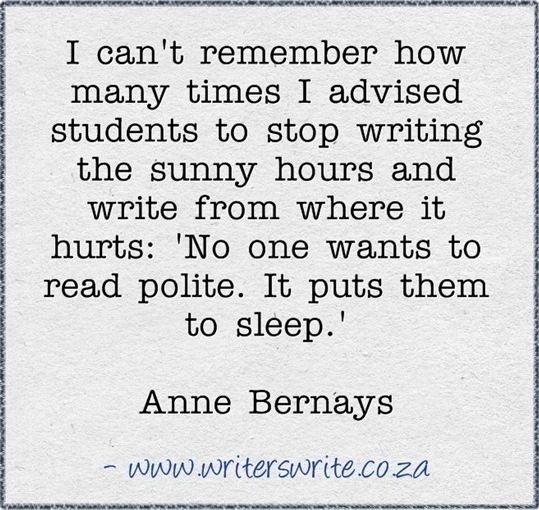 I can't remember how
many times I advised
students to stop writing
the sunny hours and
write from where it
hurts: 'No one wants to
read polite. It puts them
to sleep.'
Anne Bernays
- www.writerswrite.co.za